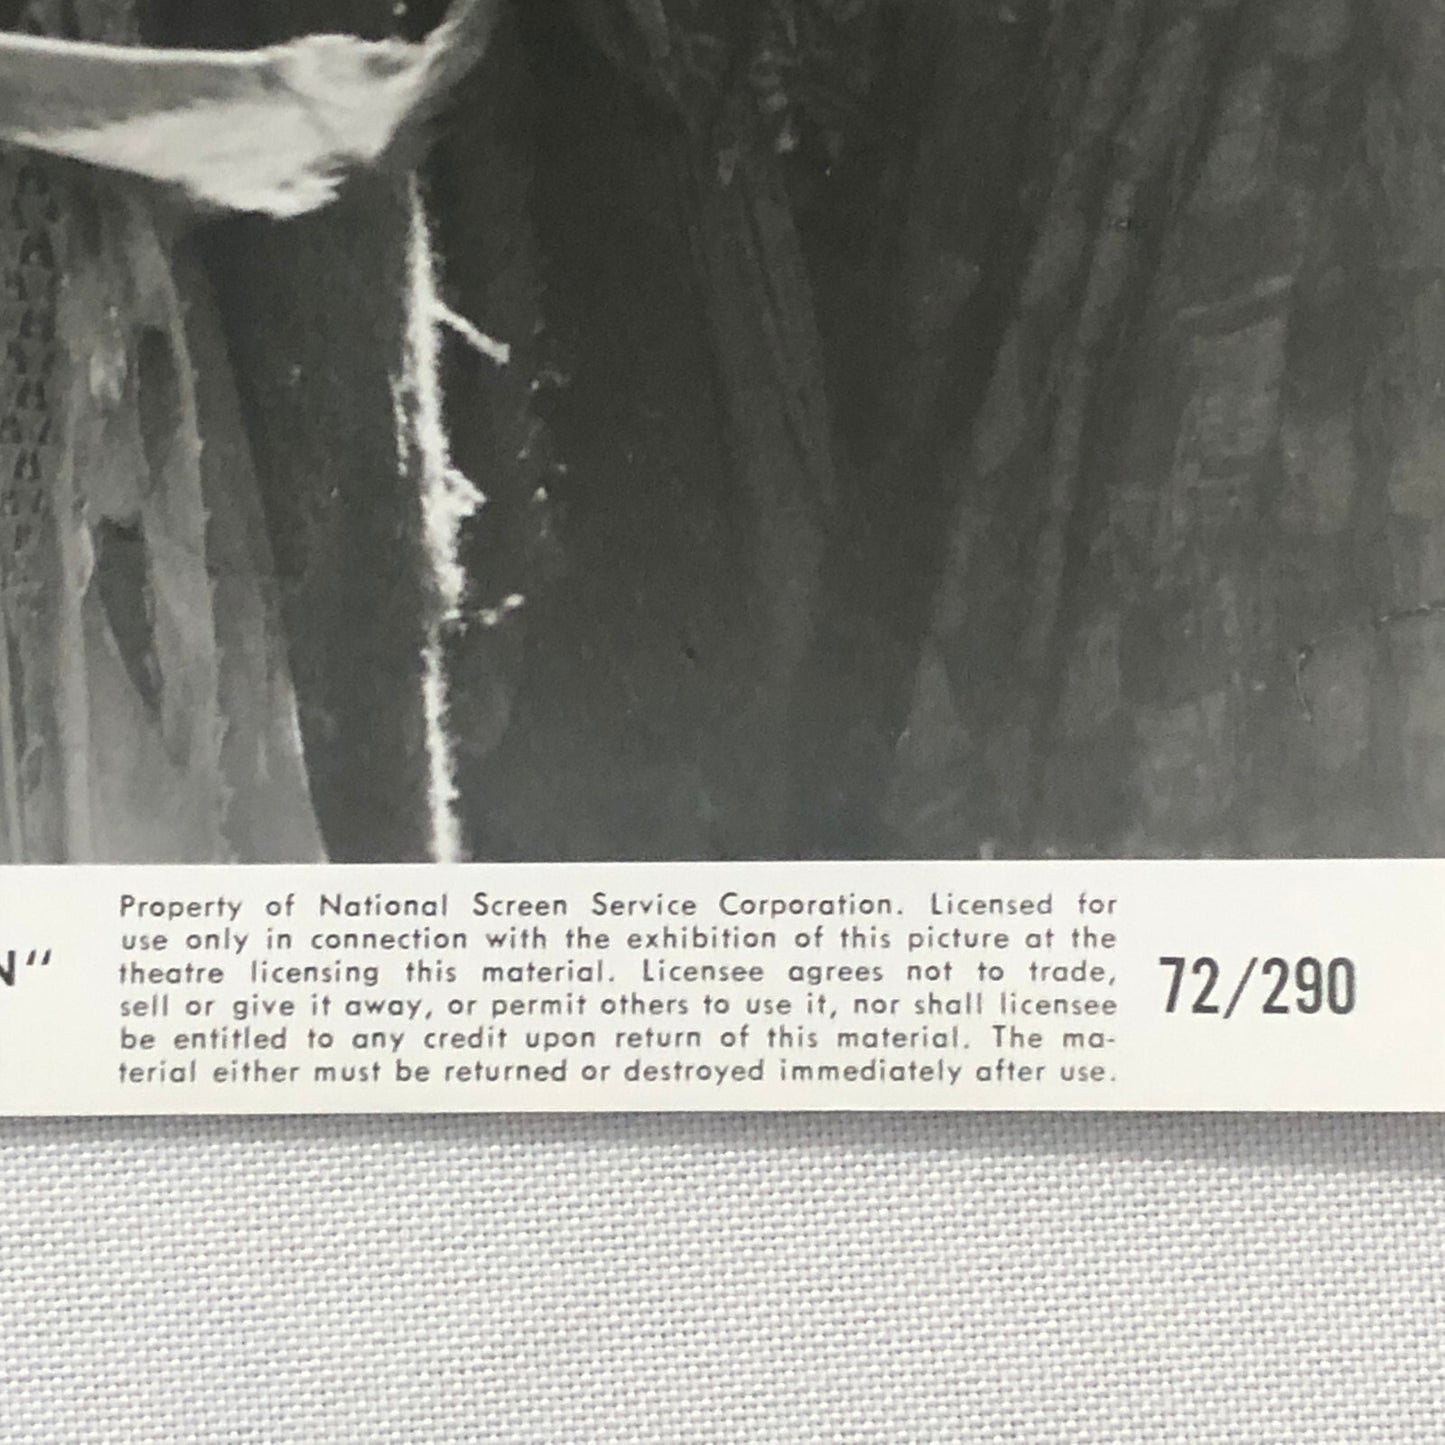 N"
Property of National Screen Service Corporation. Licensed for
use only in connection with the exhibition of this picture at the
theatre licensing this material. Licensee agrees not to trade,
sell or give it away, or permit others to use it, nor shall licensee
be entitled to any credit upon return of this material. The ma-
terial either must be returned or destroyed immediately after use.
72/290